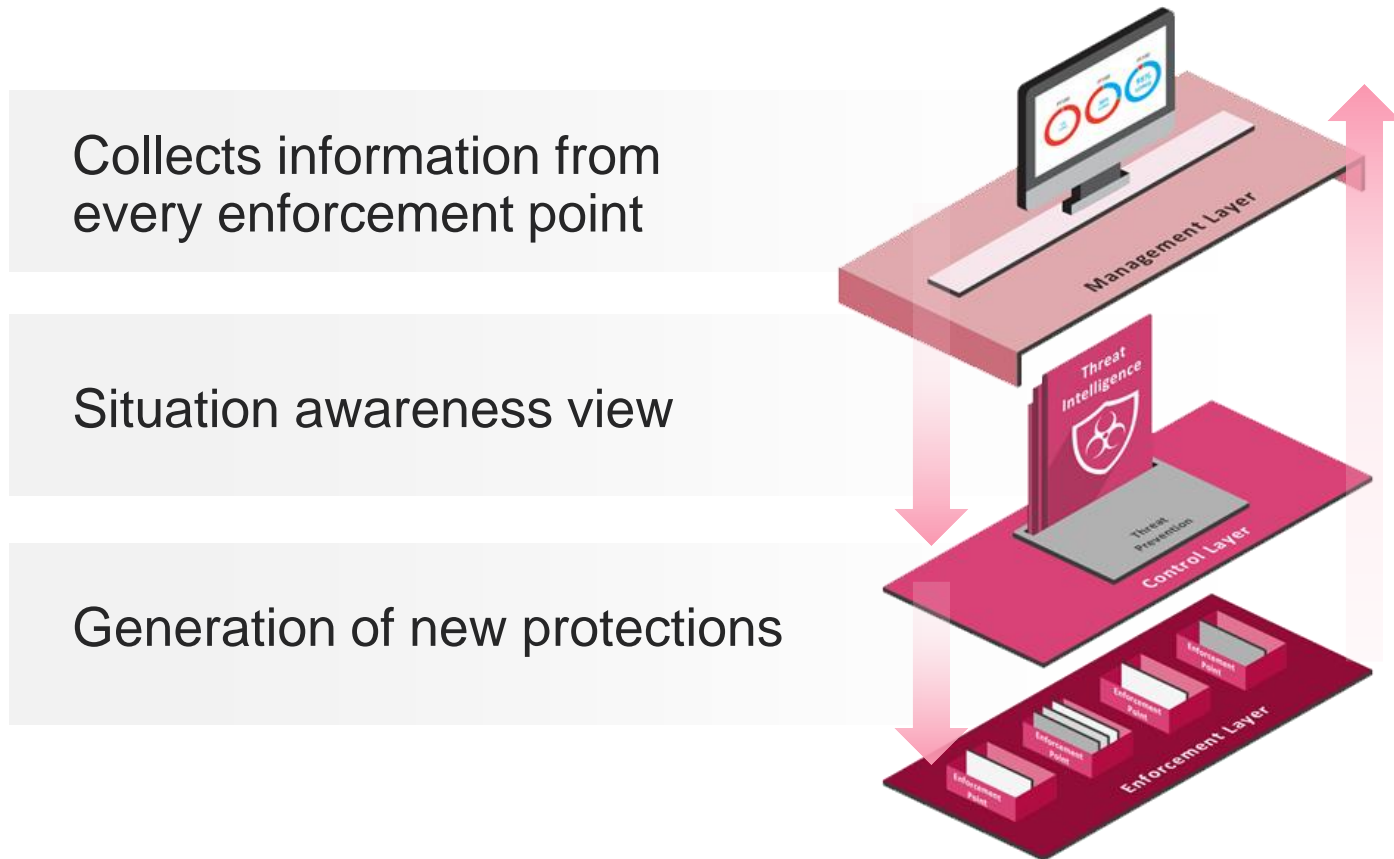 Collects information from
every enforcement point
Situation awareness view
Generation of new protections
Management Layer
Threat
Intelligence
Threat
Prevention
Control Layer
Enforcement
Point
Enforcement
Point
Enforcement
Point
Enforcement
Point
Enforcement Layer